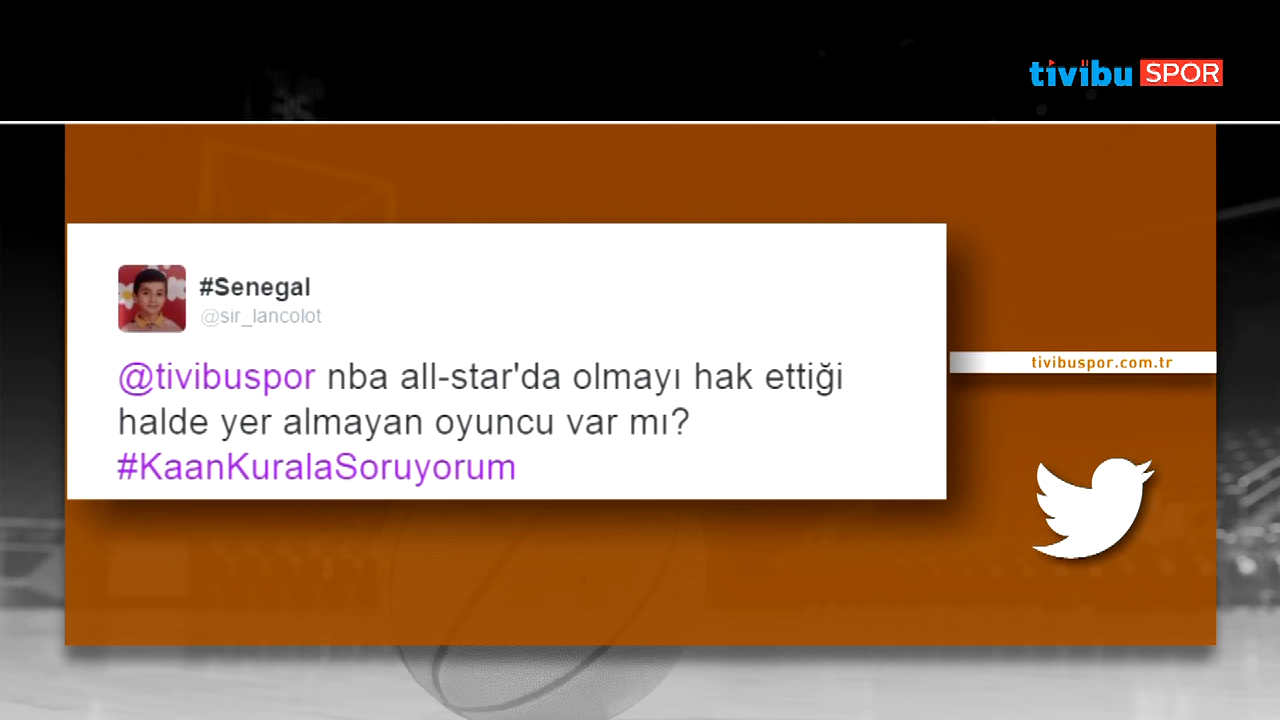 tivibu SPOR
#Senegal
@sir_lancolot
@tivibuspor nba all-star'da olmayı hak ettiği
halde yer almayan oyuncu var mı?
#KaanKuralaSoruyorum
tivibuspor.com.tr